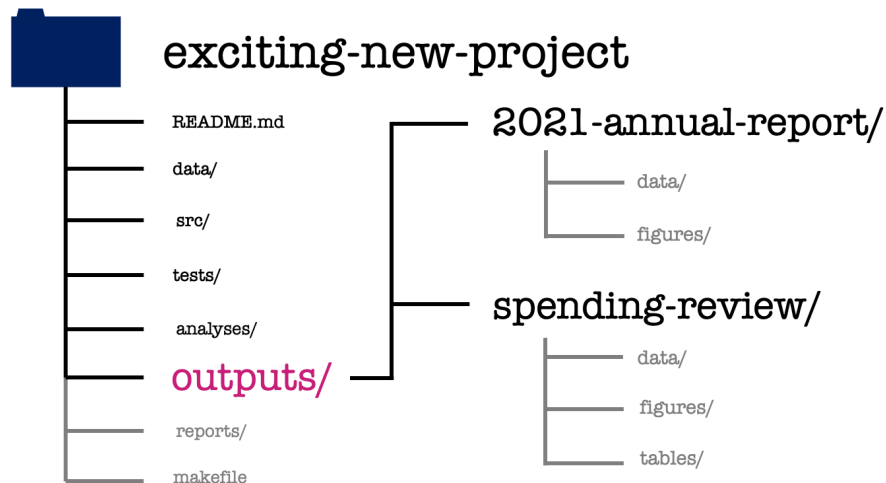 exciting-new-project
README.md
data/
src/
tests/
analyses/
outputs/
reports/
makefile
2021-annual-report/
data/
figures/
spending-review/
data/
figures/
tables/